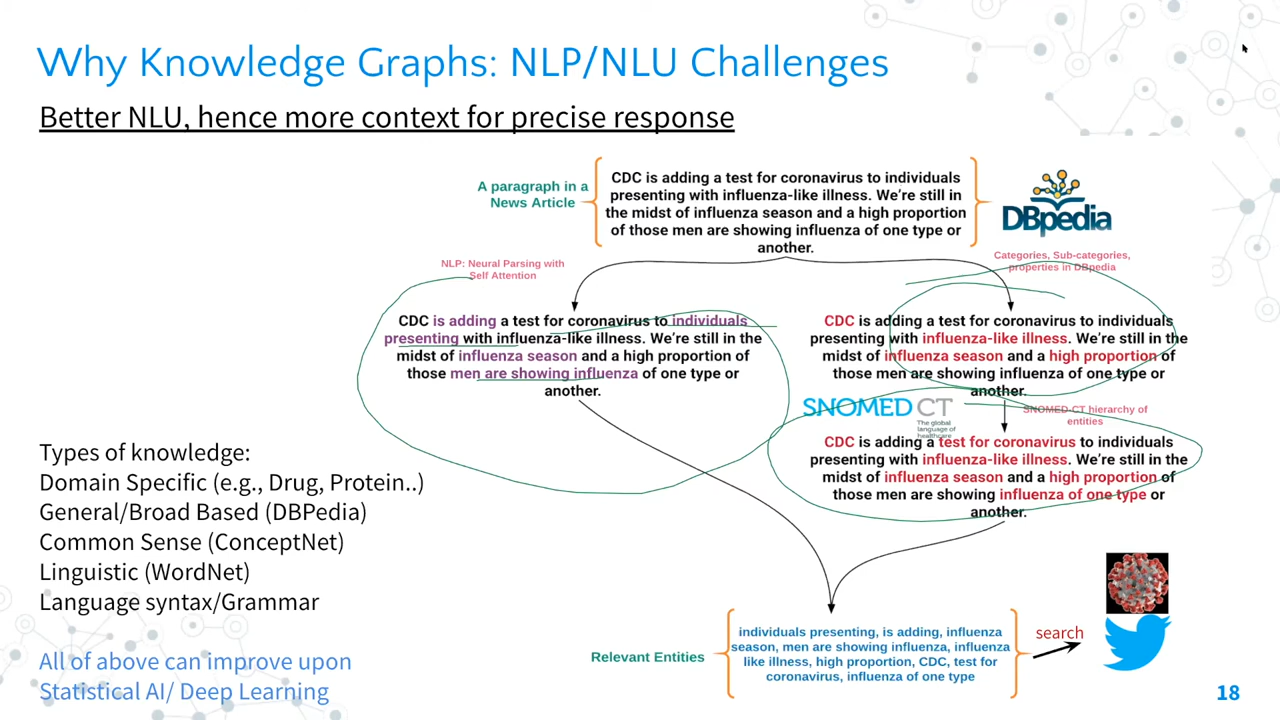 Why Knowledge Graphs: NLP/NLU Challenges
Better NLU, hence more context for precise response
A paragraph in a
News Article
CDC is adding a test for coronavirus to individuals
presenting with influenza-like illness. We're still in
the midst of influenza season and a high proportion
of those men are showing influenza of one type or
another.
DBpedia
NLP: Neural Parsing with
Self Attention
Categories, Sub-categories,
properties in DBpedia
CDC is adding a test for coronavirus to individuals
presenting with influenza-like illness. We're still in the
midst of influenza season and a high proportion of
those men are showing influenza of one type or
another.
CDC is adding a test for coronavirus to individuals
presenting with influenza-like illness. We're still in the
midst of influenza season and a high proportion of
those men are showing influenza of one type or
another.
SNOMED CT
The global
language of
healthcare
SNOMED-CT hierarchy of
entities
CDC is adding a test for coronavirus to individuals
presenting with influenza-like illness. We're still in the
midst of influenza season and a high proportion of
those men are showing influenza of one type or
another.
Types of knowledge:
Domain Specific (e.g., Drug, Protein..)
General/Broad Based (DBPedia)
Common Sense (ConceptNet)
Linguistic (WordNet)
Language syntax/Grammar
All of above can improve upon
Statistical AI/ Deep Learning
Relevant Entities
individuals presenting, is adding, influenza
season, men are showing influenza, influenza
like illness, high proportion, CDC, test for
coronavirus, influenza of one type
search
18